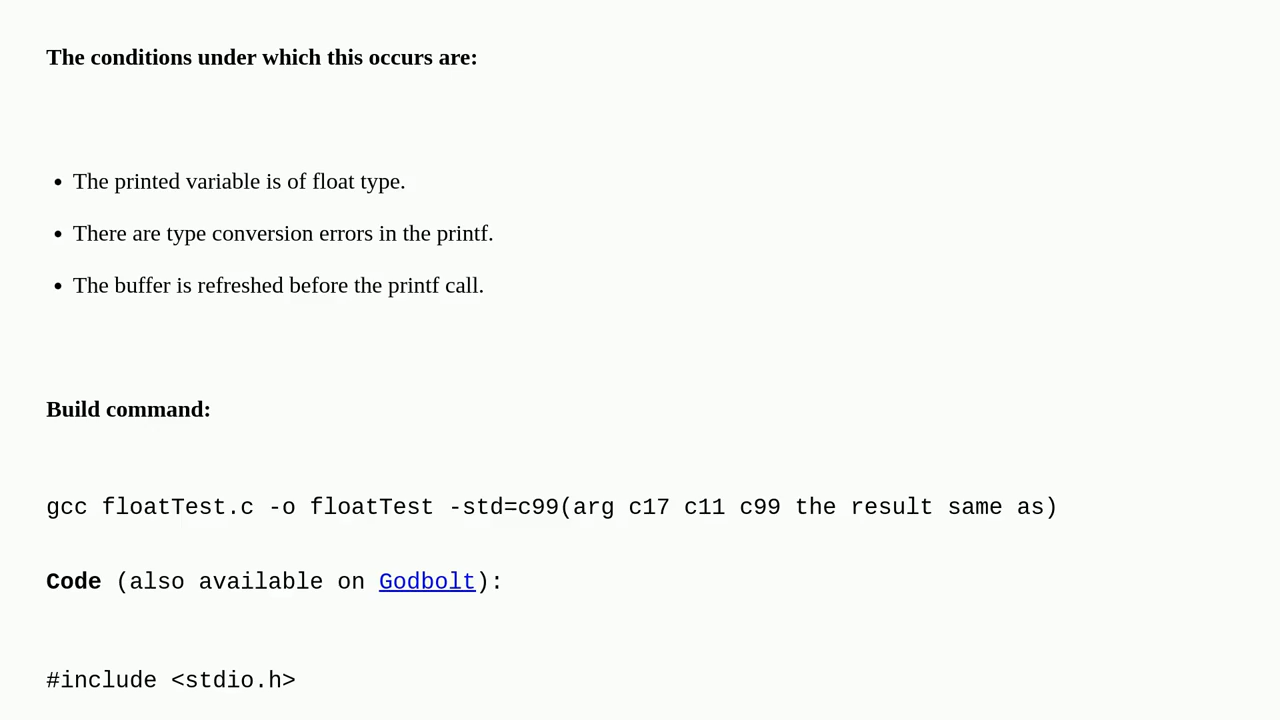 The conditions under which this occurs are:
• The printed variable is of float type.
• There are type conversion errors in the printf.
• The buffer is refreshed before the printf call.
Build command:
gcc floatTest.c -o floatTest -std=c99(arg c17 c11 c99 the result same as)
Code (also available on Godbolt):
#include <stdio.h>